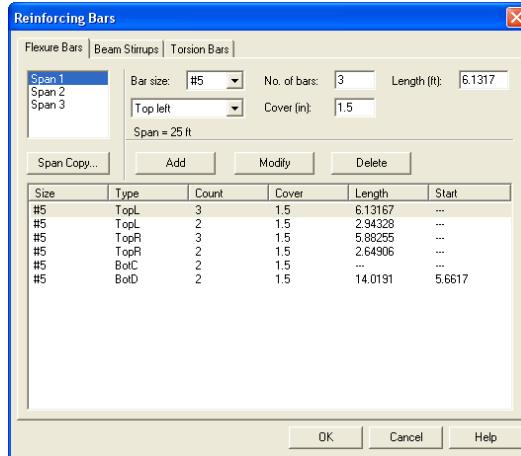 Reinforcing Bars
Flexure Bars Beam Stirrups Torsion Bars
Span 1
Span 2
Span 3
Bar size: #5 No. of bars: 3 Length (ft): 6.1317
Top left Cover (in): 1.5
Span = 25 ft
Span Copy... Add Modify Delete
Size Type Count Cover Length Start
#5 TopL 3 1.5 6.13167 ---
#5 TopL 2 1.5 2.94328 ---
#5 TopR 3 1.5 5.88255 ---
#5 TopR 2 1.5 2.64906 ---
#5 BotC 2 1.5 --- ---
#5 BotD 2 1.5 14.0191 5.6617
OK Cancel Help